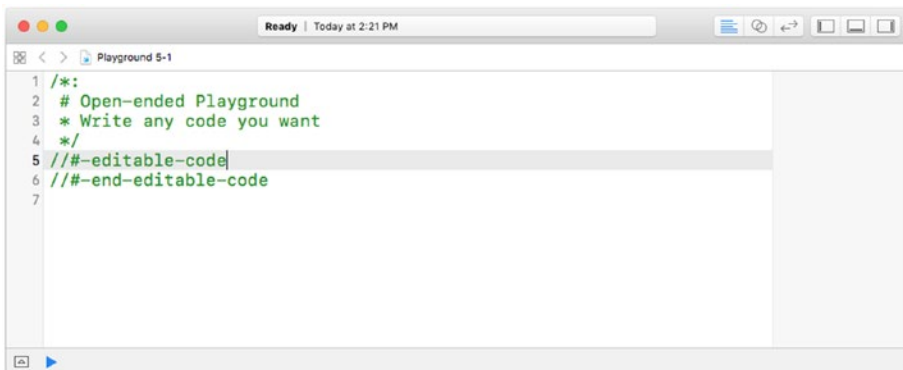 Ready | Today at 2:21 PM
Playground 5-1
1 /*:
2 # Open-ended Playground
3 * Write any code you want
4 */
5 //#-editable-code
6 //#-end-editable-code
7